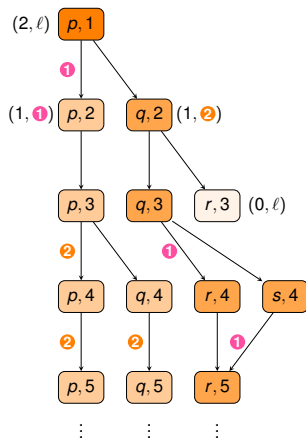 (2, ℓ) p, 1
1
(1, 1) p, 2 q, 2 (1, 2)
p, 3 q, 3 r, 3 (0, ℓ)
2 1
p, 4 q, 4 r, 4 s, 4
2 2 1
p, 5 q, 5 r, 5
⋮ ⋮ ⋮